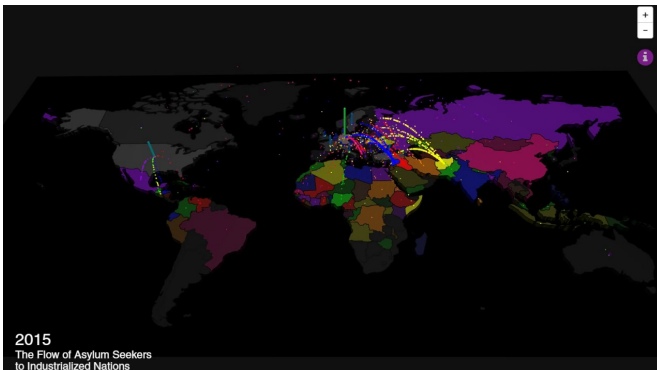 +
−
i
2015
The Flow of Asylum Seekers
to Industrialized Nations